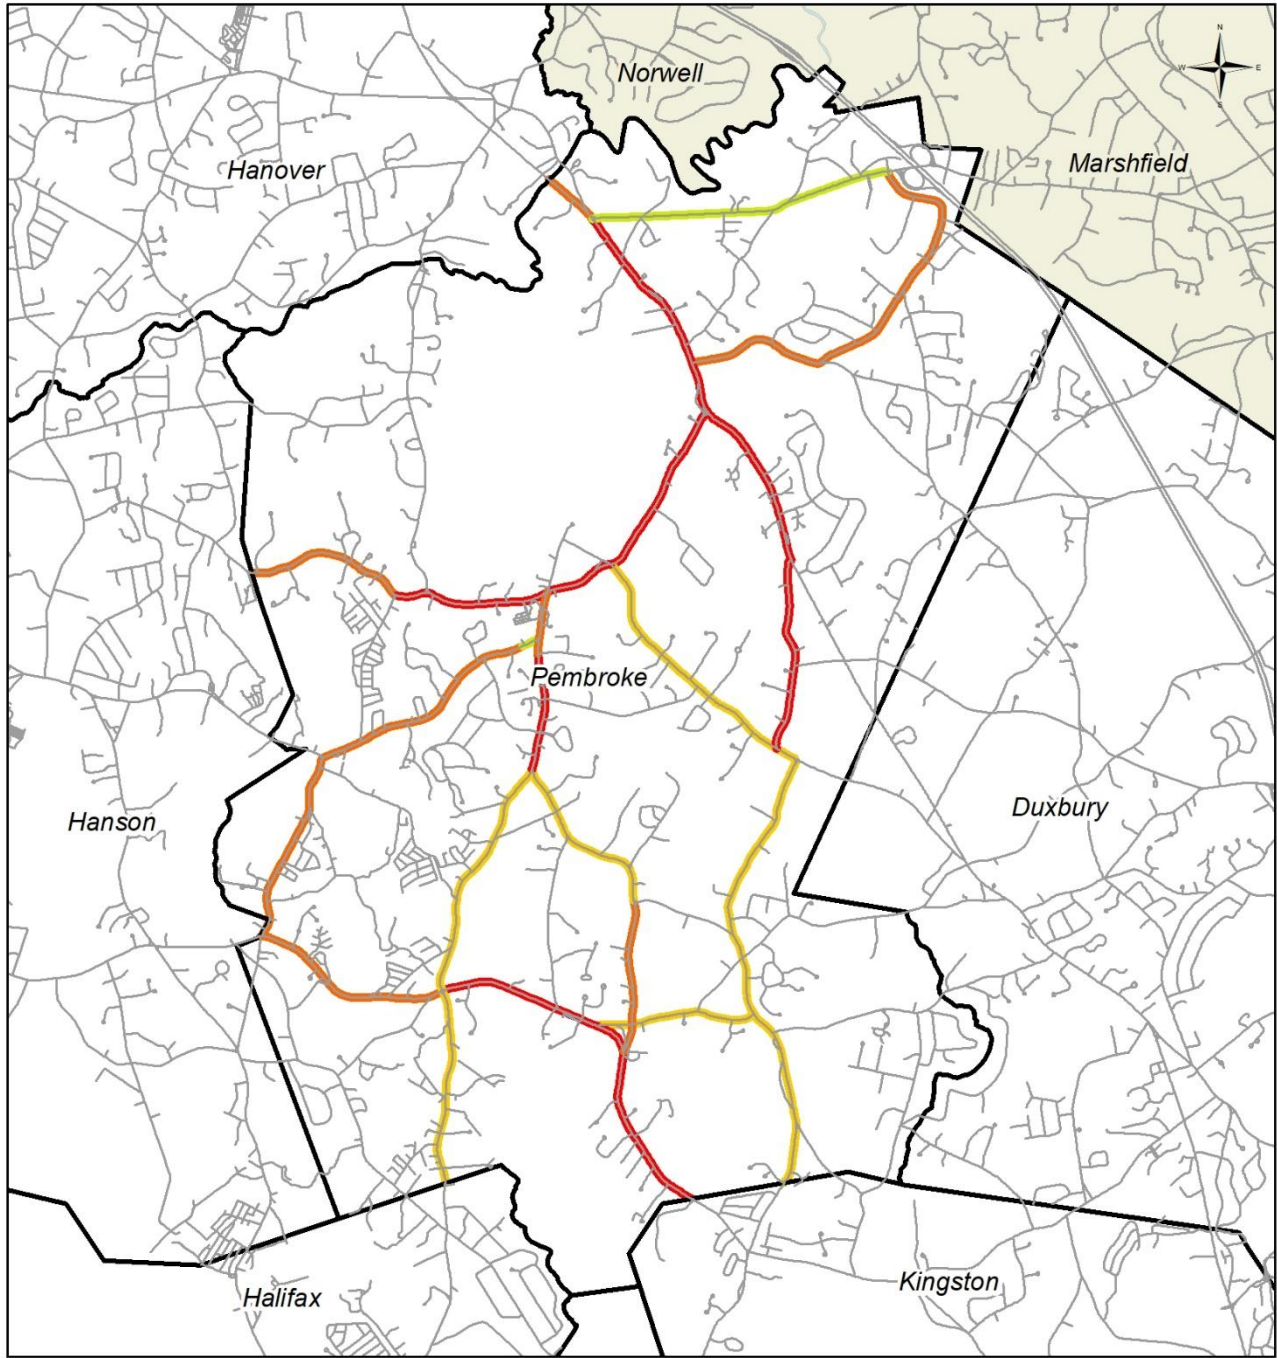 N
Norwell
W
E
S
Hanover
Marshfield
Pembroke
Hanson
Duxbury
Kingston
Halifax